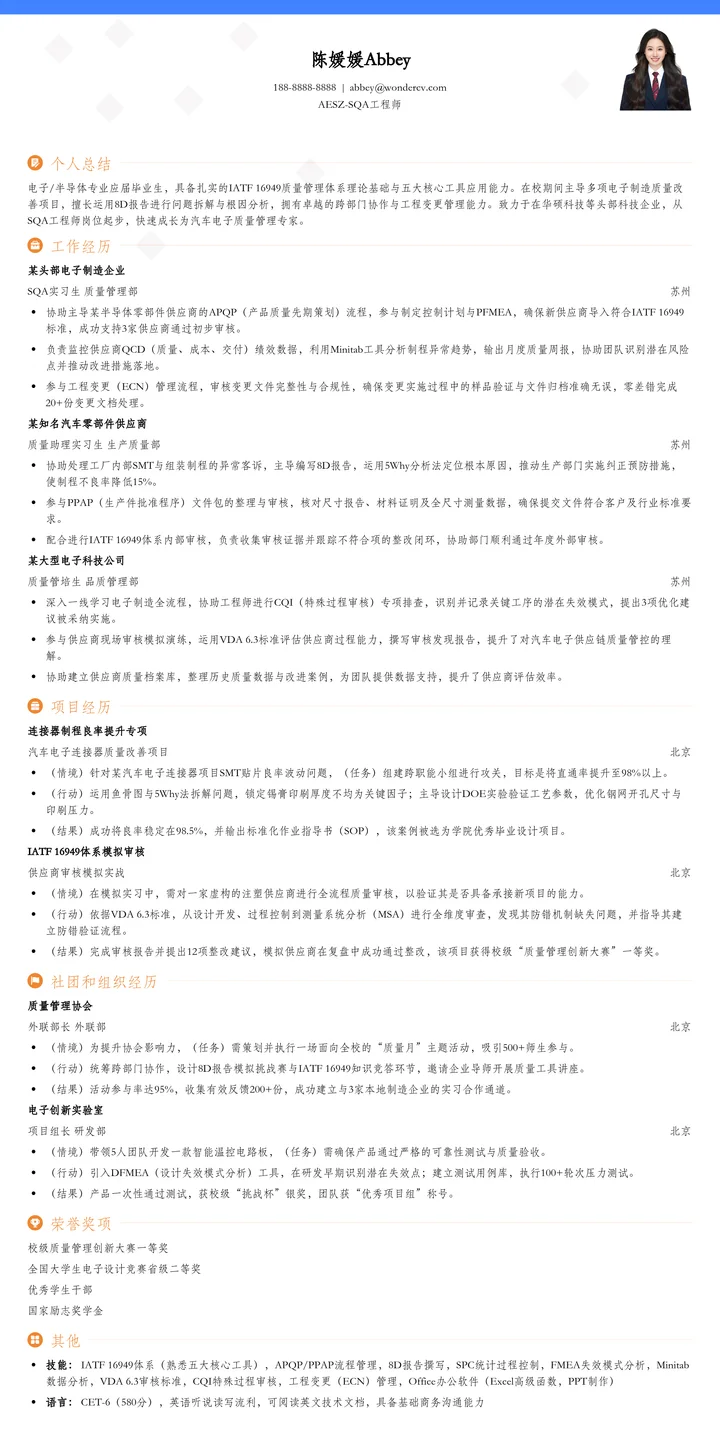 陈媛媛Abbey
188-8888-8888 | abbey@wondercv.com
AESZ-SQA工程师
个人总结
电子/半导体专业应届毕业生，具备扎实的IATF 16949质量管理体系理论基础与五大核心工具应用能力。在校期间主导多项电子制造质量改
善项目，擅长运用8D报告进行问题拆解与根因分析，拥有卓越的跨部门协作与工程变更管理能力。致力于在华硕科技等头部科技企业，从
SQA工程师岗位起步，快速成长为汽车电子质量管理专家。
工作经历
某头部电子制造企业
SQA实习生 质量管理部 苏州
• 协助主导某半导体零部件供应商的APQP（产品质量先期策划）流程，参与制定控制计划与PFMEA，确保新供应商导入符合IATF 16949
标准，成功支持3家供应商通过初步审核。
• 负责监控供应商QCD（质量、成本、交付）绩效数据，利用Minitab工具分析制程异常趋势，输出月度质量周报，协助团队识别潜在风险
点并推动改进措施落地。
• 参与工程变更（ECN）管理流程，审核变更文件完整性与合规性，确保变更实施过程中的样品验证与文件归档准确无误，零差错完成
20+份变更文档处理。
某知名汽车零部件供应商
质量助理实习生 生产质量部 苏州
• 协助处理工厂内部SMT与组装制程的异常客诉，主导编写8D报告，运用5Why分析法定位根本原因，推动生产部门实施纠正预防措施，
使制程不良率降低15%。
• 参与PPAP（生产件批准程序）文件包的整理与审核，核对尺寸报告、材料证明及全尺寸测量数据，确保提交文件符合客户及行业标准要
求。
• 配合进行IATF 16949体系内部审核，负责收集审核证据并跟踪不符合项的整改闭环，协助部门顺利通过年度外部审核。
某大型电子科技公司
质量管培生 品质管理部 苏州
• 深入一线学习电子制造全流程，协助工程师进行CQI（特殊过程审核）专项排查，识别并记录关键工序的潜在失效模式，提出3项优化建
议被采纳实施。
• 参与供应商现场审核模拟演练，运用VDA 6.3标准评估供应商过程能力，撰写审核发现报告，提升了对汽车电子供应链质量管控的理
解。
• 协助建立供应商质量档案库，整理历史质量数据与改进案例，为团队提供数据支持，提升了供应商评估效率。
项目经历
连接器制程良率提升专项
汽车电子连接器质量改善项目 北京
• （情境）针对某汽车电子连接器项目SMT贴片良率波动问题，（任务）组建跨职能小组进行攻关，目标是将直通率提升至98%以上。
• （行动）运用鱼骨图与5Why法拆解问题，锁定锡膏印刷厚度不均为关键因子；主导设计DOE实验验证工艺参数，优化钢网开孔尺寸与
印刷压力。
• （结果）成功将良率稳定在98.5%，并输出标准化作业指导书（SOP），该案例被选为学院优秀毕业设计项目。
IATF 16949体系模拟审核
供应商审核模拟实战 北京
• （情境）在模拟实习中，需对一家虚构的注塑供应商进行全流程质量审核，以验证其是否具备承接新项目的能力。
• （行动）依据VDA 6.3标准，从设计开发、过程控制到测量系统分析（MSA）进行全维度审查，发现其防错机制缺失问题，并指导其建
立防错验证流程。
• （结果）完成审核报告并提出12项整改建议，模拟供应商在复盘中成功通过整改，该项目获得校级“质量管理创新大赛”一等奖。
社团和组织经历
质量管理协会
外联部长 外联部 北京
• （情境）为提升协会影响力，（任务）需策划并执行一场面向全校的“质量月”主题活动，吸引500+师生参与。
• （行动）统筹跨部门协作，设计8D报告模拟挑战赛与IATF 16949知识竞答环节，邀请企业导师开展质量工具讲座。
• （结果）活动参与率达95%，收集有效反馈200+份，成功建立与3家本地制造企业的实习合作通道。
电子创新实验室
项目组长 研发部 北京
• （情境）带领5人团队开发一款智能温控电路板，（任务）需确保产品通过严格的可靠性测试与质量验收。
• （行动）引入DFMEA（设计失效模式分析）工具，在研发早期识别潜在失效点；建立测试用例库，执行100+轮次压力测试。
• （结果）产品一次性通过测试，获校级“挑战杯”银奖，团队获“优秀项目组”称号。
荣誉奖项
校级质量管理创新大赛一等奖
全国大学生电子设计竞赛省级二等奖
优秀学生干部
国家励志奖学金
其他
• 技能： IATF 16949体系（熟悉五大核心工具），APQP/PPAP流程管理，8D报告撰写，SPC统计过程控制，FMEA失效模式分析，Minitab
数据分析，VDA 6.3审核标准，CQI特殊过程审核，工程变更（ECN）管理，Office办公软件（Excel高级函数，PPT制作）
• 语言： CET-6（580分），英语听说读写流利，可阅读英文技术文档，具备基础商务沟通能力